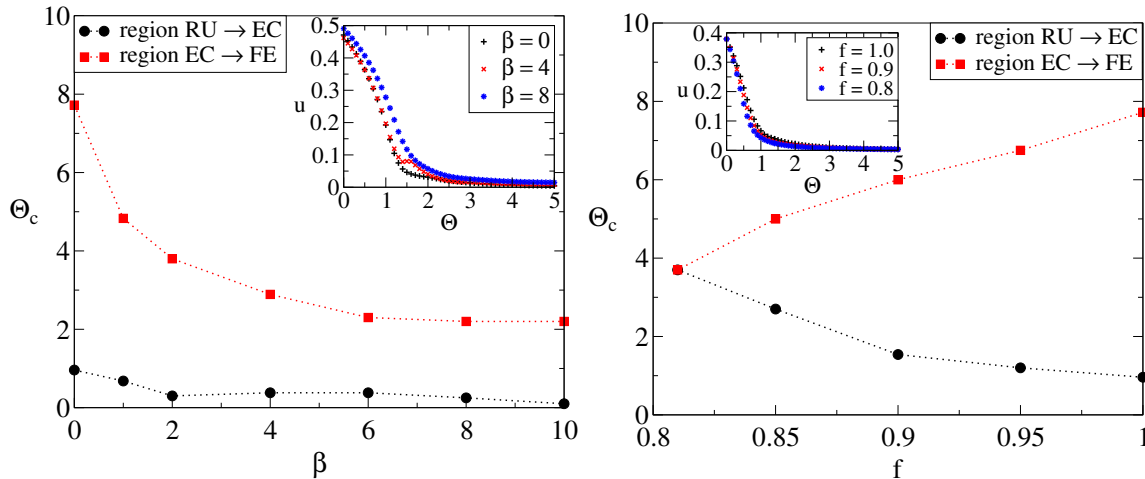 region RU → EC
region EC → FE
Θc
10
8
6
4
2
0
0
2
4
6
8
10
β
0.5
0.4
0.3
0.2
0.1
0
u
β = 0
β = 4
β = 8
0
1
2
3
4
5
Θ
region RU → EC
region EC → FE
Θc
10
8
6
4
2
0
0.8
0.85
0.9
0.95
1
f
0.4
0.3
0.2
0.1
0
u
f = 1.0
f = 0.9
f = 0.8
0
1
2
3
4
5
Θ